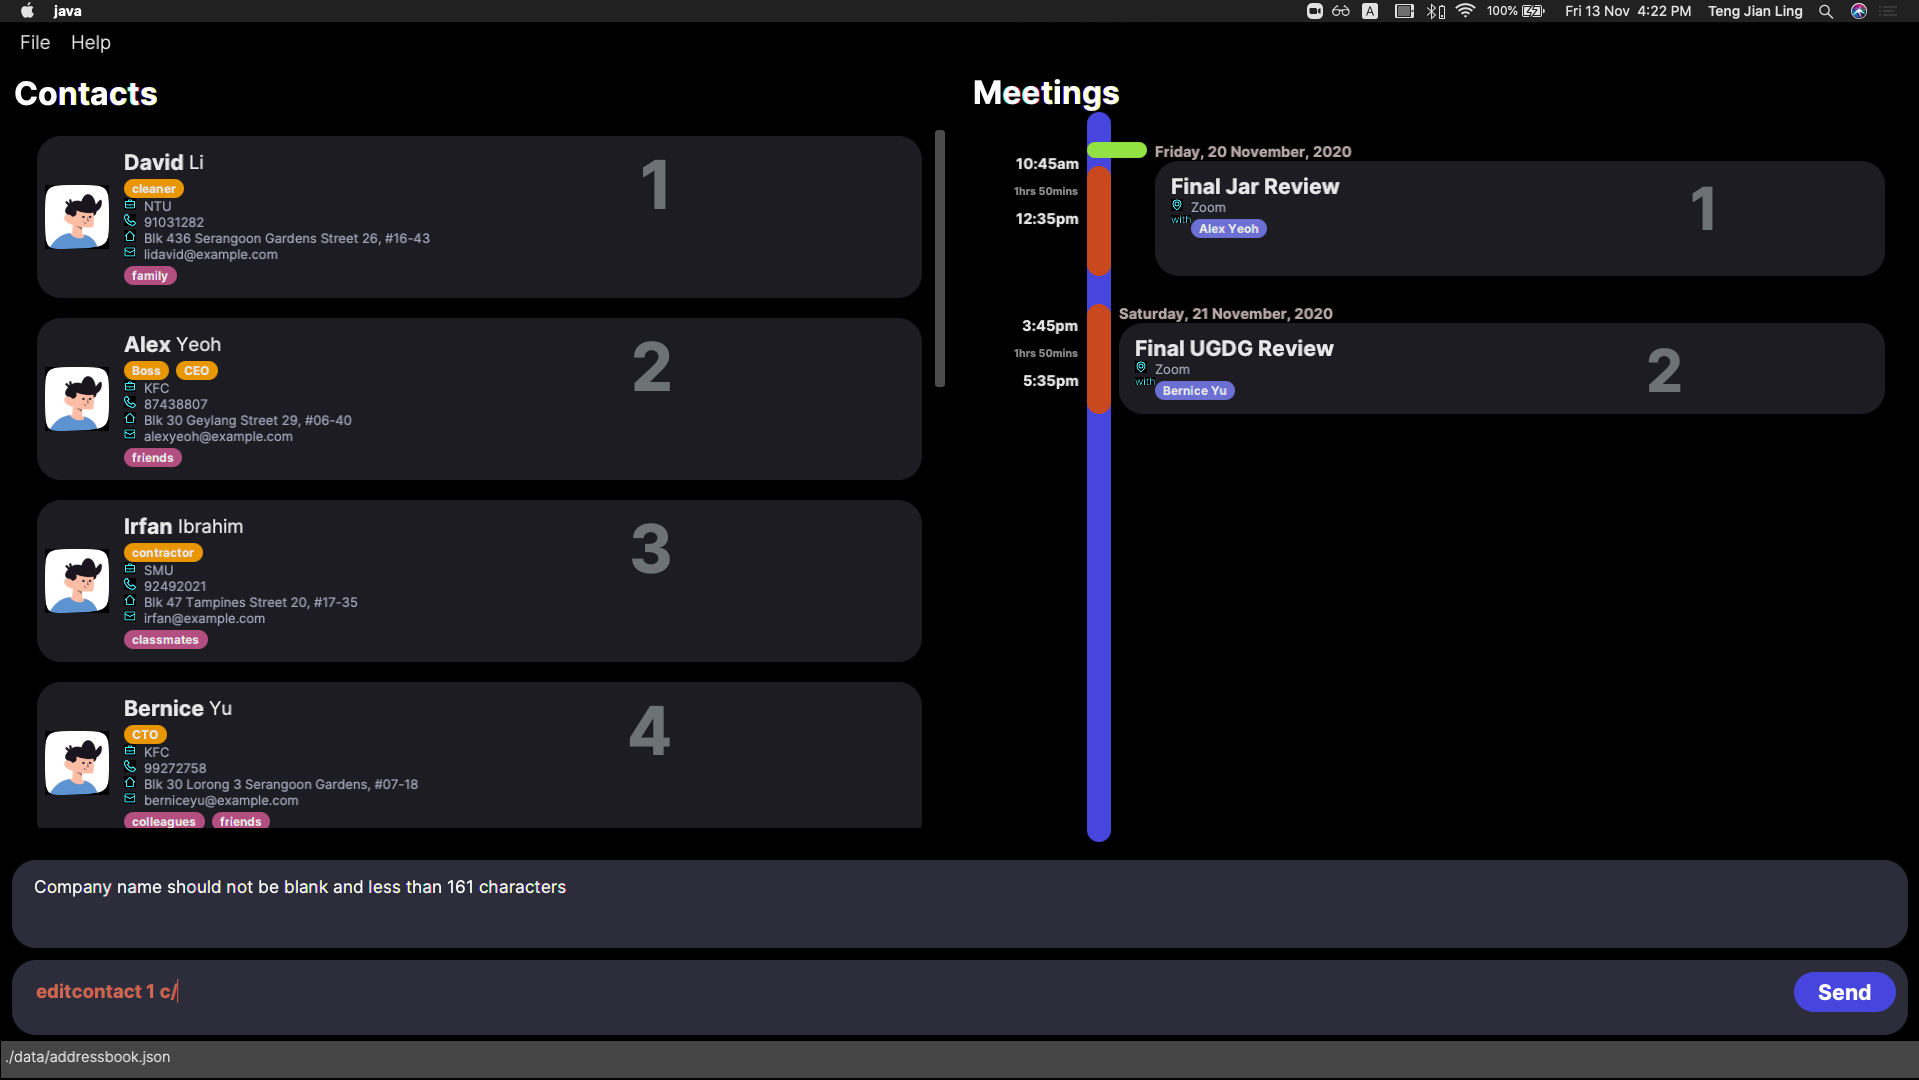 java
A
100%
Fri 13 Nov 4:22 PM
Teng Jian Ling
File Help
Contacts
David Li
1
cleaner
NTU
91031282
Blk 436 Serangoon Gardens Street 26, #16-43
lidavid@example.com
family
Alex Yeoh
2
Boss CEO
KFC
87438807
Blk 30 Geylang Street 29, #06-40
alexyeoh@example.com
friends
Irfan Ibrahim
3
contractor
SMU
92492021
Blk 47 Tampines Street 20, #17-35
irfan@example.com
classmates
Bernice Yu
4
CTO
KFC
99272758
Blk 30 Lorong 3 Serangoon Gardens, #07-18
berniceyu@example.com
colleagues friends
Meetings
Friday, 20 November, 2020
10:45am
1hrs 50mins
12:35pm
Final Jar Review
1
Zoom
with
Alex Yeoh
Saturday, 21 November, 2020
3:45pm
1hrs 50mins
5:35pm
Final UGDG Review
2
Zoom
with
Bernice Yu
Company name should not be blank and less than 161 characters
editcontact 1 c/
Send
./data/addressbook.json